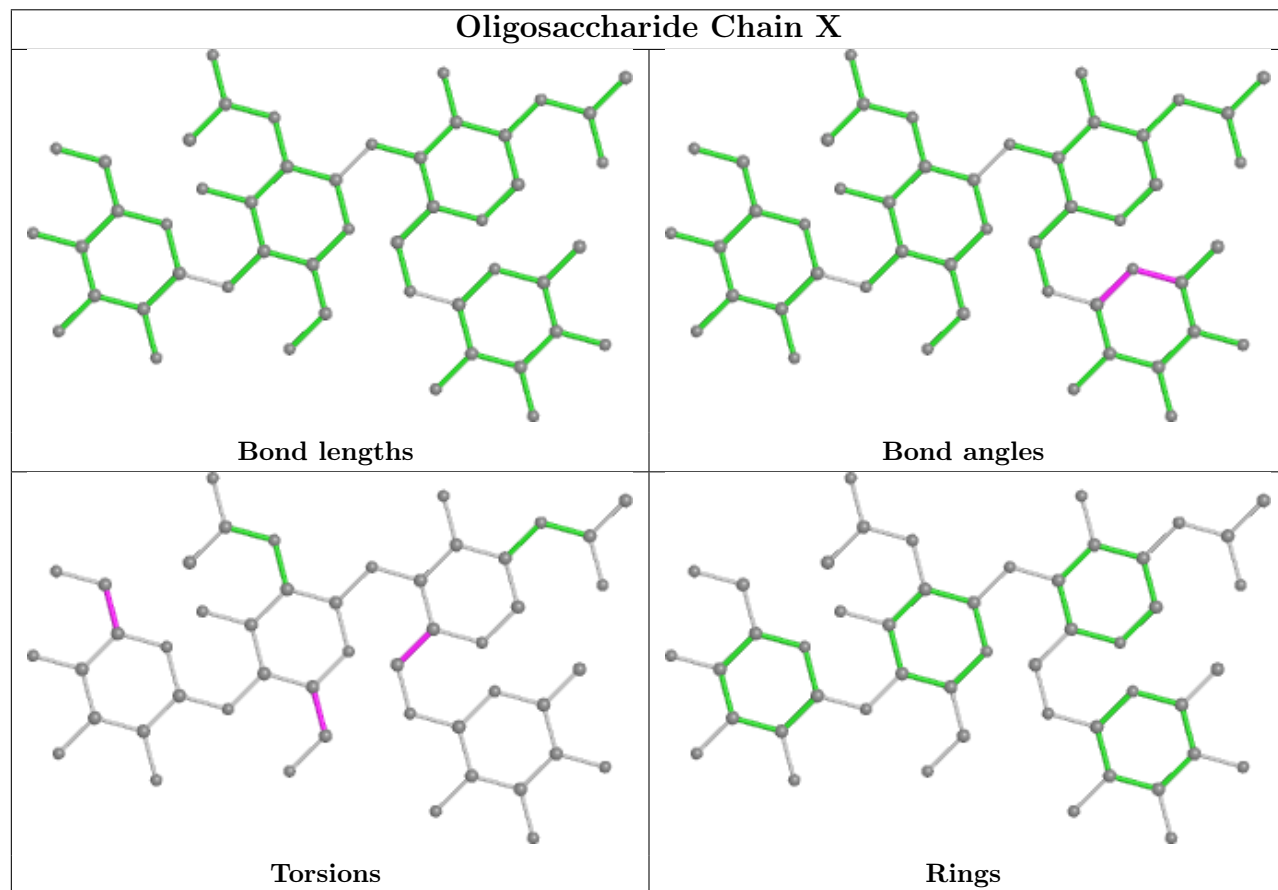 Oligosaccharide Chain X
Bond lengths
Bond angles
Torsions
Rings